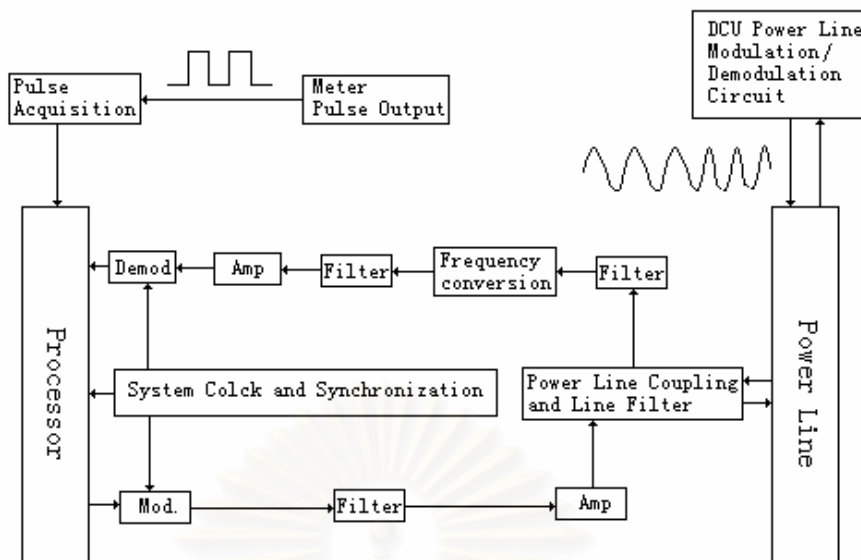 DCU Power Line
Modulation/
Demodulation
Circuit
Pulse
Acquisition
Meter
Pulse Output
Demod
Amp
Filter
Frequency
conversion
Filter
Processor
System Colck and Synchronization
Power Line Coupling
and Line Filter
Power Line
Mod.
Filter
Amp